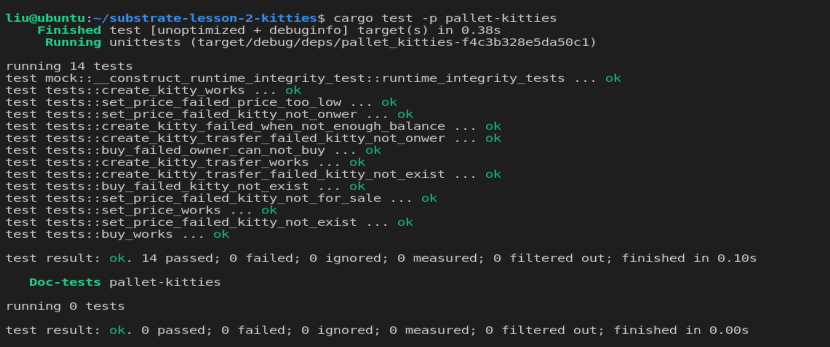 liu@ubuntu:~/substrate-lesson-2-kitties$ cargo test -p pallet-kitties
Finished test [unoptimized + debuginfo] target(s) in 0.38s
Running unittests (target/debug/deps/pallet_kitties-f4c3b328e5da50c1)
running 14 tests
test mock::__construct_runtime_integrity_test::runtime_integrity_tests ... ok
test tests::create_kitty_works ... ok
test tests::set_price_failed_price_too_low ... ok
test tests::set_price_failed_kitty_not_onwer ... ok
test tests::create_kitty_failed_when_not_enough_balance ... ok
test tests::create_kitty_trasfer_failed_kitty_not_onwer ... ok
test tests::buy_failed_owner_can_not_buy ... ok
test tests::create_kitty_trasfer_works ... ok
test tests::create_kitty_trasfer_failed_kitty_not_exist ... ok
test tests::buy_failed_kitty_not_exist ... ok
test tests::set_price_failed_kitty_not_for_sale ... ok
test tests::set_price_works ... ok
test tests::set_price_failed_kitty_not_exist ... ok
test tests::buy_works ... ok
test result: ok. 14 passed; 0 failed; 0 ignored; 0 measured; 0 filtered out; finished in 0.10s
Doc-tests pallet-kitties
running 0 tests
test result: ok. 0 passed; 0 failed; 0 ignored; 0 measured; 0 filtered out; finished in 0.00s